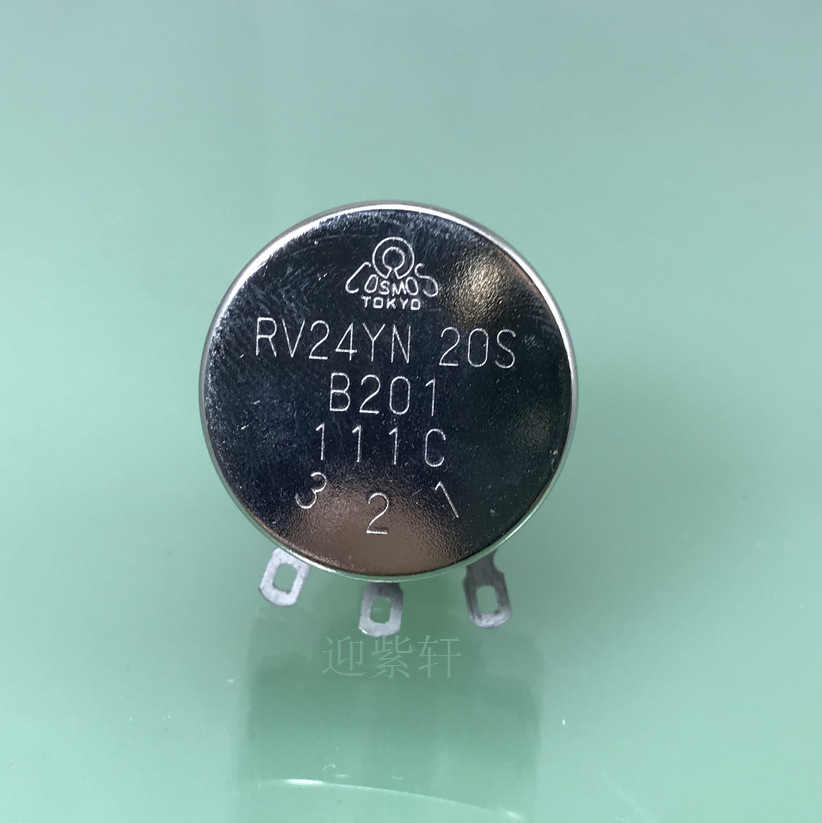 COSMOS
TOKYO
RV24YN 20S
B201
111C
3 2 1
迎紫轩